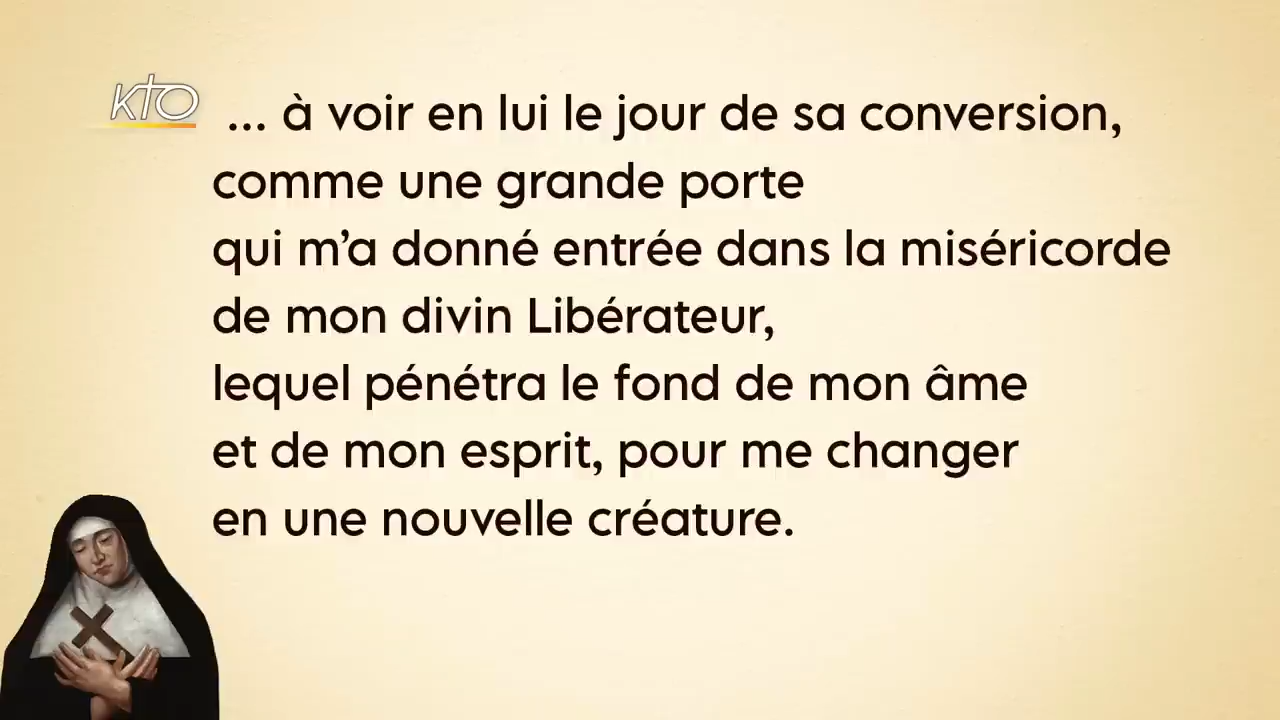 KTO
... à voir en lui le jour de sa conversion,
comme une grande porte
qui m’a donné entrée dans la miséricorde
de mon divin Libérateur,
lequel pénétra le fond de mon âme
et de mon esprit, pour me changer
en une nouvelle créature.